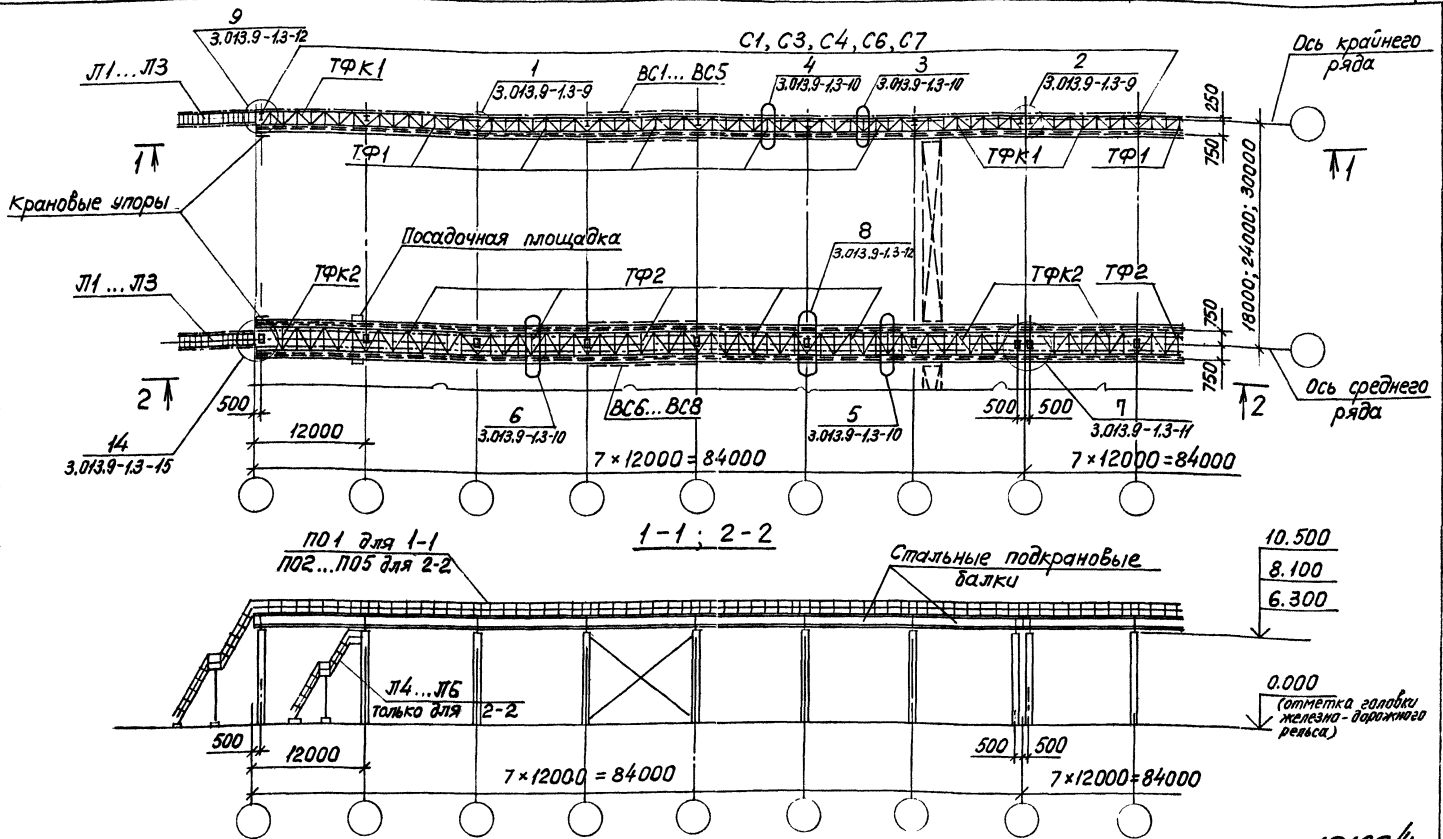 9
3.013.9-1.3-12
С1, С3, С4, С6, С7
Ось крайнего
ряда
Л1...Л3
ТФК1
1
3.013.9-1.3-9
ВС1... ВС5
4
3.013.9-1.3-10
3
3.013.9-1.3-10
2
3.013.9-1.3-9
250
750
1
ТФ1
ТФК1
ТФ1
1
18000; 24000; 30000
Крановые упоры
Посадочная площадка
8
3.013.9-1.3-12
Л1...Л3
ТФК2
ТФ2
ТФК2
ТФ2
750
750
2
500
6
3.013.9-1.3-10
ВС6...ВС8
5
3.013.9-1.3-10
500
500
7
3.013.9-1.3-11
2
Ось среднего
ряда
14
3.013.9-1.3-15
12000
7×12000=84000
7×12000=84000
1-1; 2-2
ПО1 для 1-1
ПО2...ПО5 для 2-2
Стальные подкрановые
балки
10.500
8.100
6.300
Л4...Л6
только для 2-2
0.000
(отметка головки
железно-дорожного
рельса)
500
12000
500
500
7×12000=84000
7×12000=84000